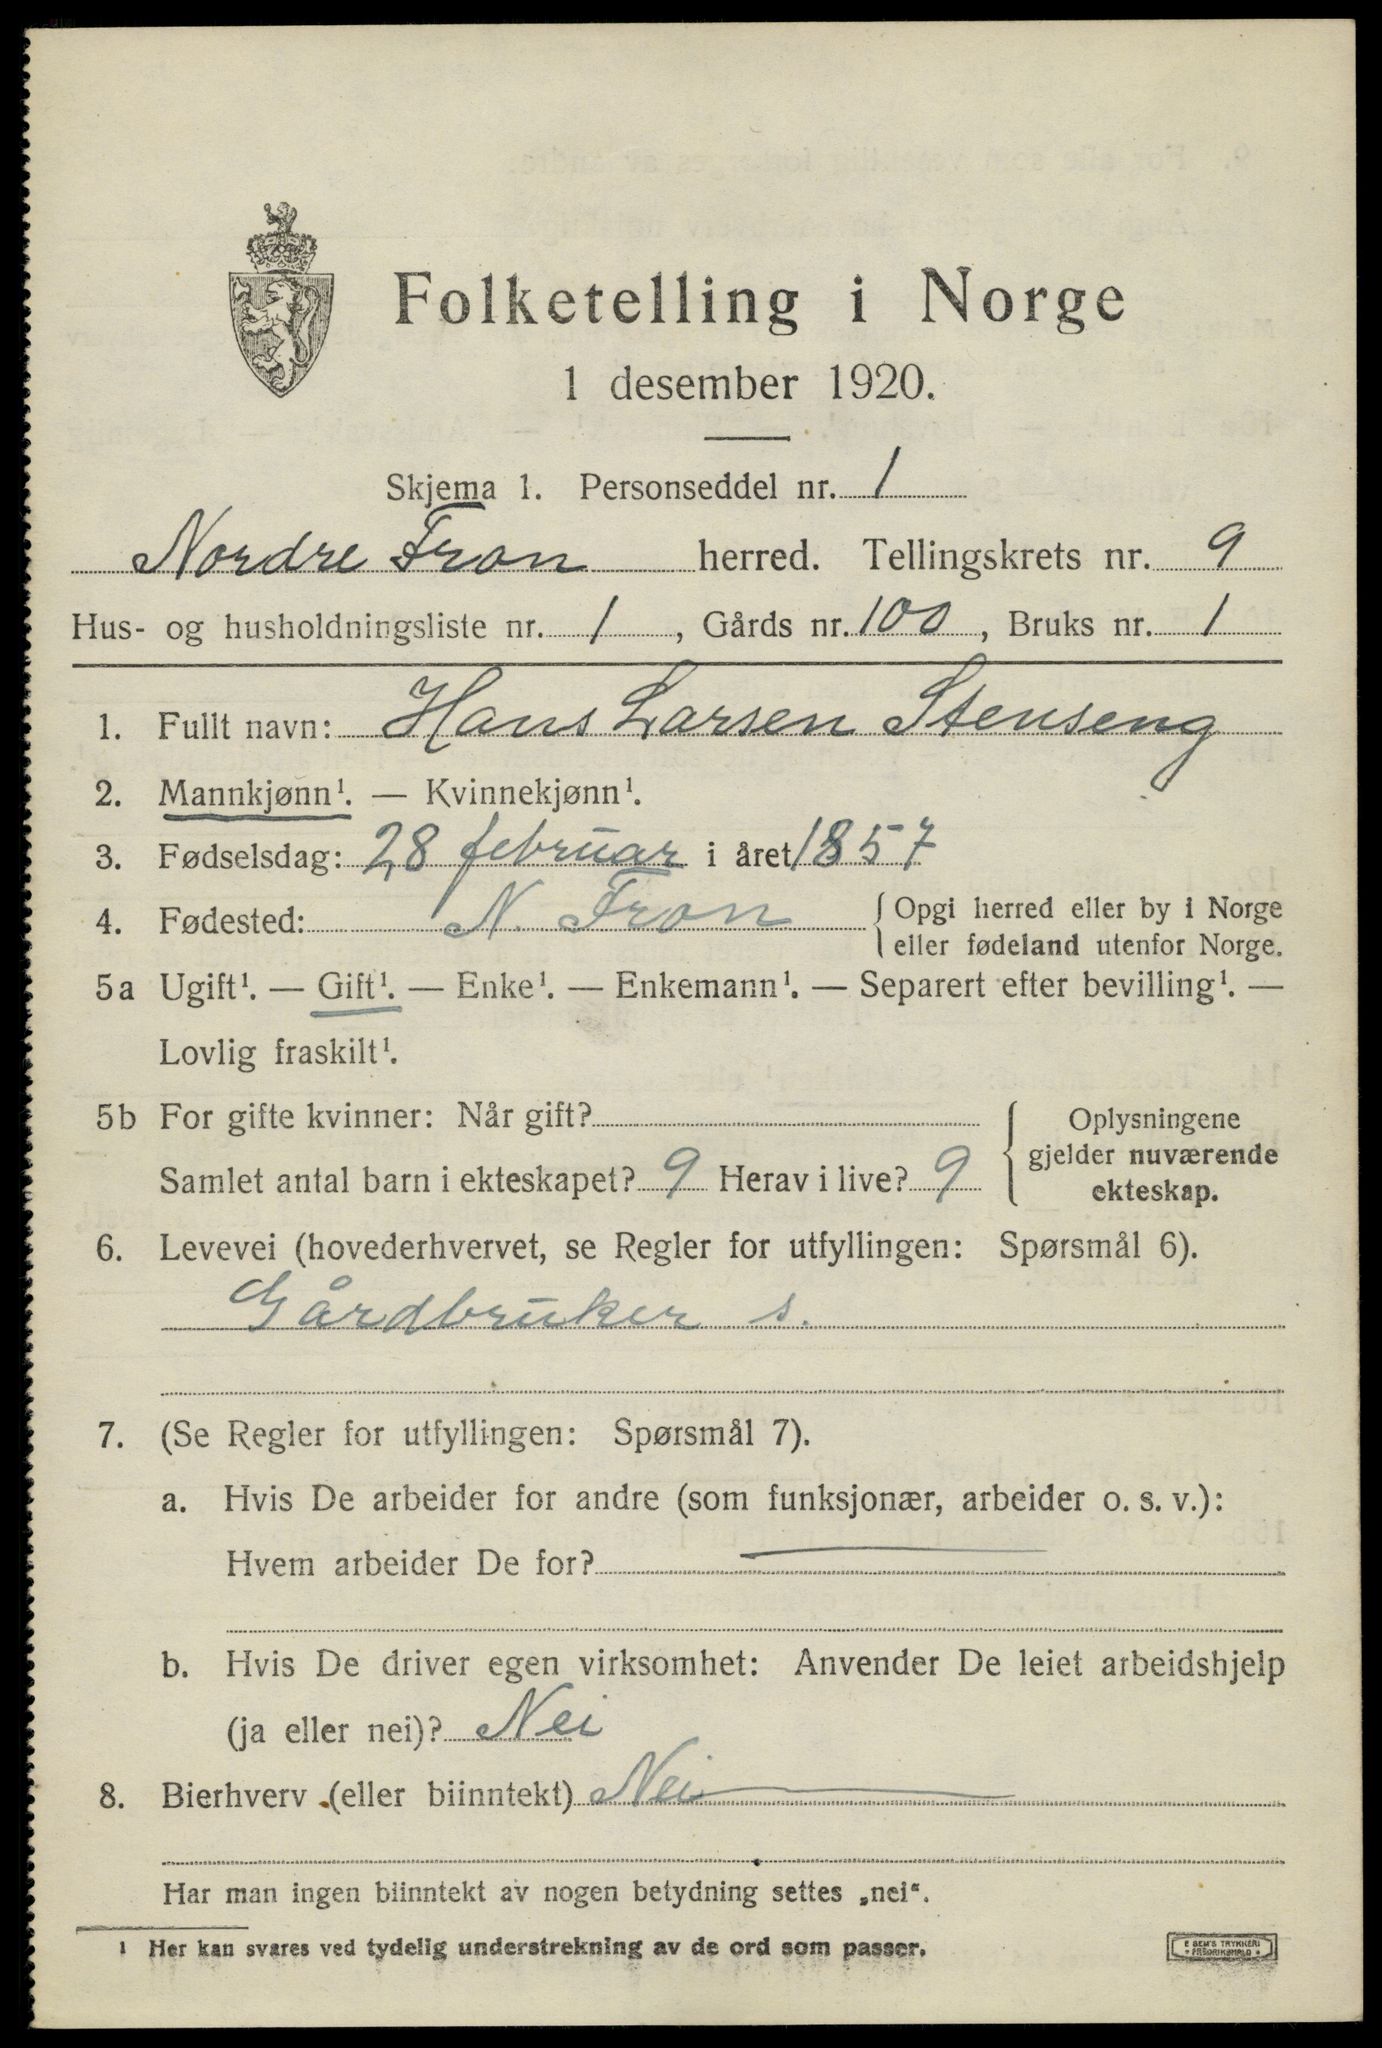 Folketelling i Norge
1 desember 1920.
Skjema 1. Personseddel nr. 1
Nordre Fron herred. Tellingskrets nr. 9
Hus- og husholdningsliste nr. 1, Gårds nr. 100, Bruks nr. 1
1. Fullt navn: Hans Larsen Stenseng
2. Mannkjønn¹. — Kvinnekjønn¹.
3. Fødselsdag: 28 februar i året 1857
4. Fødested: N. Fron { Opgi herred eller by i Norge
eller fødeland utenfor Norge.
5a Ugift¹. — Gift¹. — Enke¹. — Enkemann¹. — Separert efter bevilling¹. —
Lovlig fraskilt¹.
5b For gifte kvinner: Når gift?
Samlet antal barn i ekteskapet? 9 Herav i live? 9
{ Oplysningene
gjelder nuværende
ekteskap.
6. Levevei (hovederhvervet, se Regler for utfyllingen: Spørsmål 6).
Gårdbruker s.
7. (Se Regler for utfyllingen: Spørsmål 7).
a. Hvis De arbeider for andre (som funksjonær, arbeider o. s. v.):
Hvem arbeider De for? —
b. Hvis De driver egen virksomhet: Anvender De leiet arbeidshjelp
(ja eller nei)? Nei
8. Bierhverv (eller biinntekt) Nei —
Har man ingen biinntekt av nogen betydning settes „nei“.
1 Her kan svares ved tydelig understrekning av de ord som passer.
E SEM'S TRYKKERI
FREDRIKSHALD